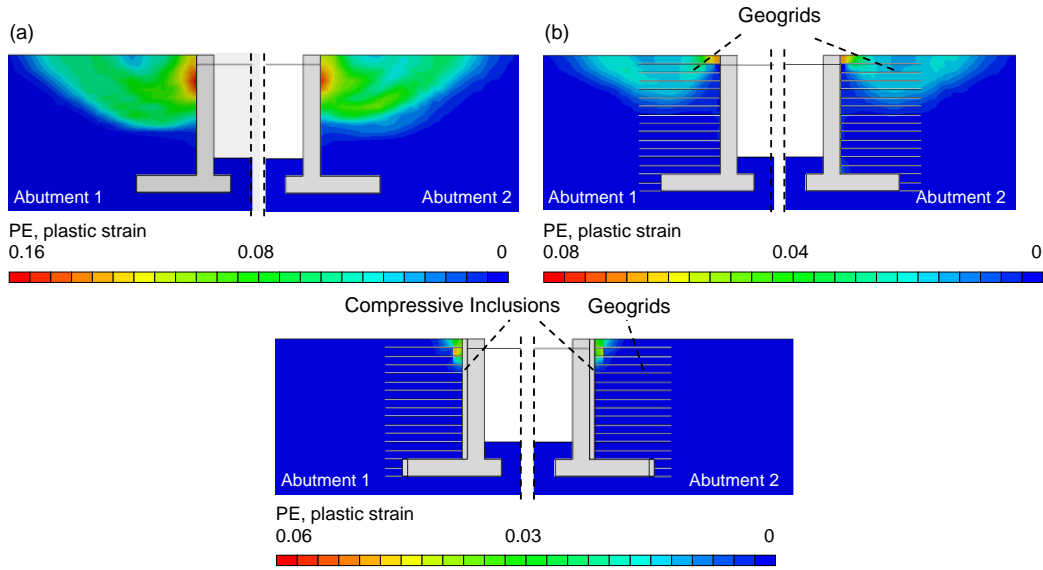 (a)
Abutment 1
Abutment 2
PE, plastic strain
0.16 0.08 0
(b)
Geogrids
Abutment 1
Abutment 2
PE, plastic strain
0.08 0.04 0
Compressive Inclusions
Geogrids
Abutment 1
Abutment 2
PE, plastic strain
0.06 0.03 0